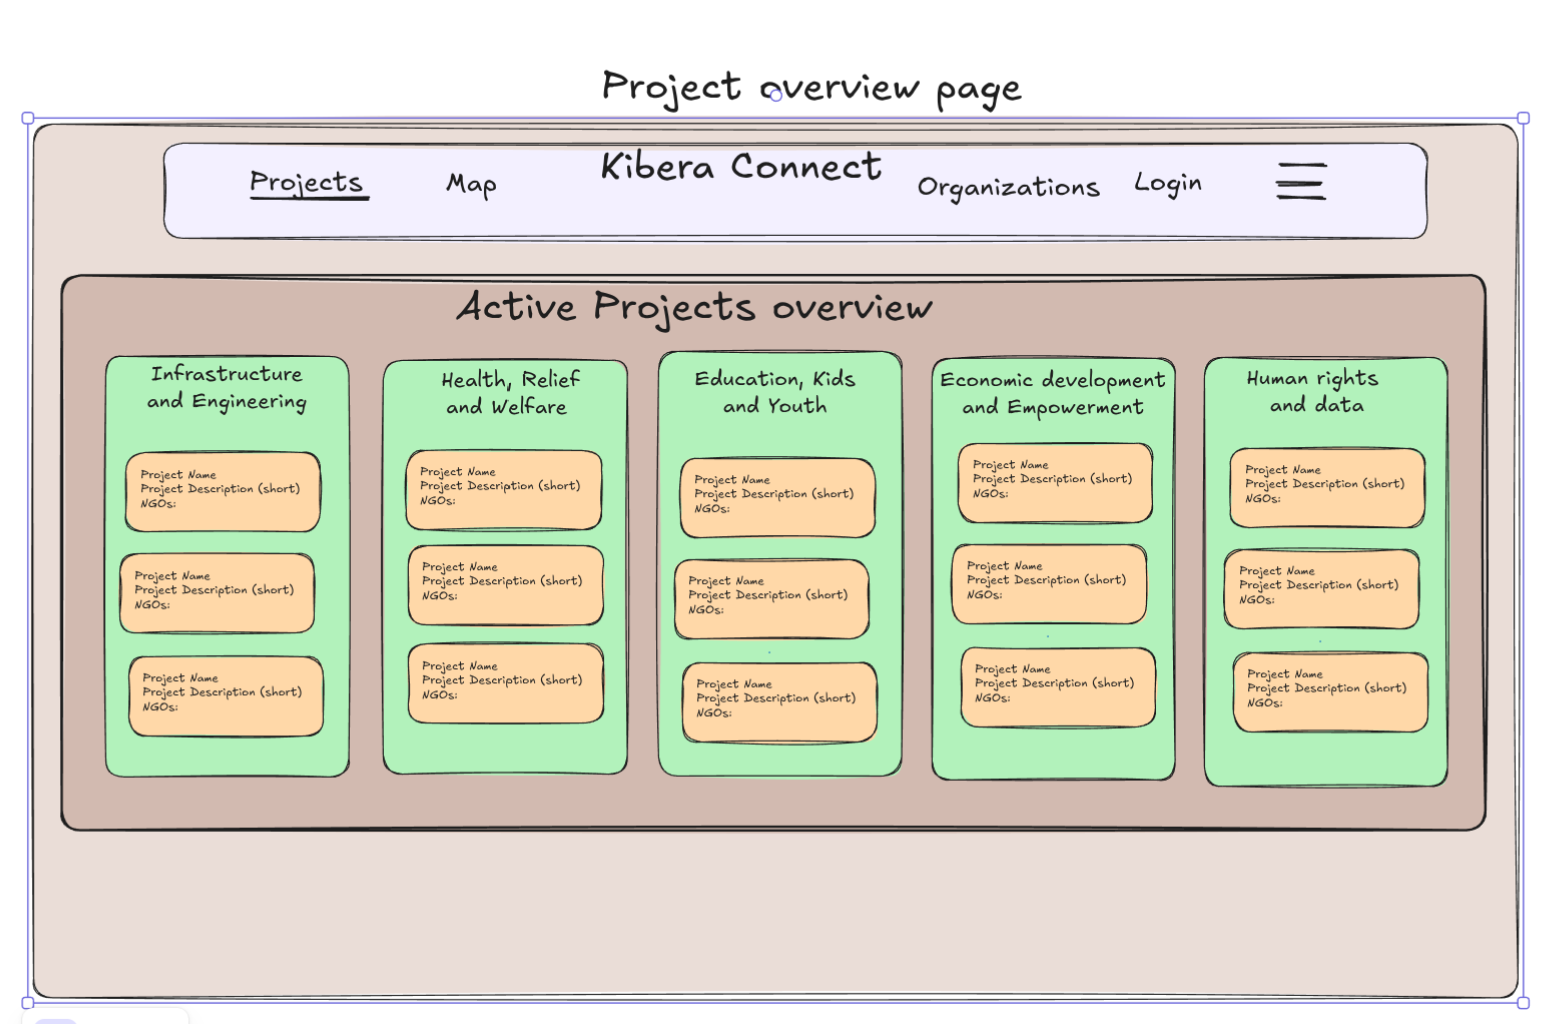 Project overview page
Projects
Map
Kibera Connect
Organizations
Login
Active Projects overview
Infrastructure
and Engineering
Project Name
Project Description (short)
NGOs:
Project Name
Project Description (short)
NGOs:
Project Name
Project Description (short)
NGOs:
Health, Relief
and Welfare
Project Name
Project Description (short)
NGOs:
Project Name
Project Description (short)
NGOs:
Project Name
Project Description (short)
NGOs:
Education, Kids
and Youth
Project Name
Project Description (short)
NGOs:
Project Name
Project Description (short)
NGOs:
Project Name
Project Description (short)
NGOs:
Economic development
and Empowerment
Project Name
Project Description (short)
NGOs:
Project Name
Project Description (short)
NGOs:
Project Name
Project Description (short)
NGOs:
Human rights
and data
Project Name
Project Description (short)
NGOs:
Project Name
Project Description (short)
NGOs:
Project Name
Project Description (short)
NGOs: